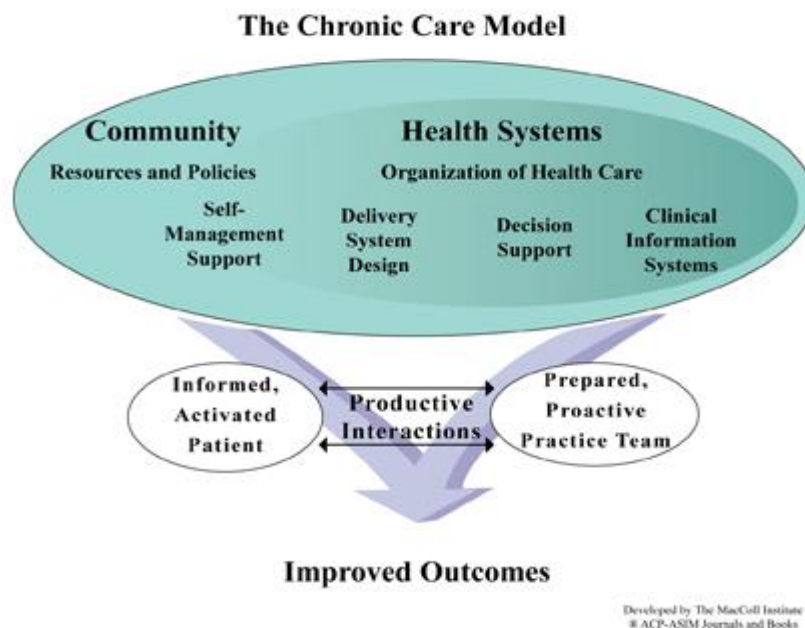 The Chronic Care Model
Community
Health Systems
Resources and Policies
Organization of Health Care
Self-
Management
Support
Delivery
System
Design
Decision
Support
Clinical
Information
Systems
Informed,
Activated
Patient
Productive
Interactions
Prepared,
Proactive
Practice Team
Improved Outcomes
Developed by The MacColl Institute
® ACP-ASIM Journals and Books